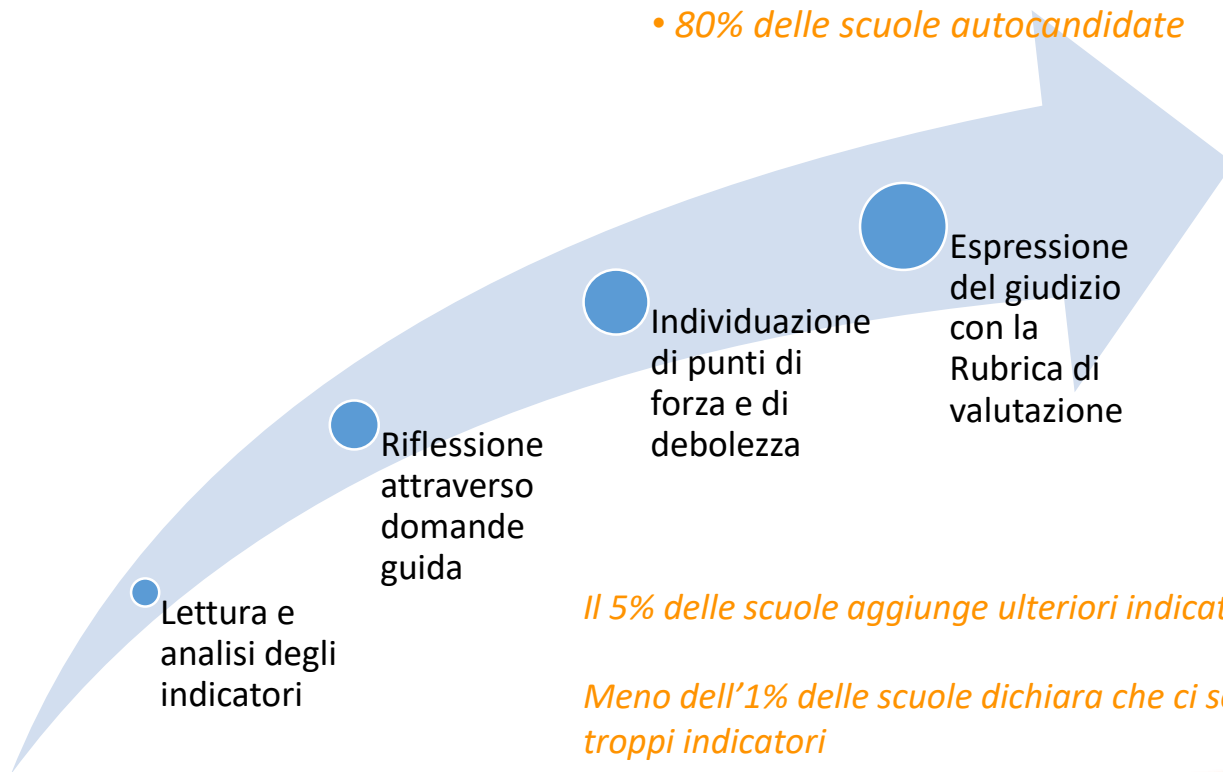 • 80% delle scuole autocandidate
Espressione
del giudizio
con la
Rubrica di
valutazione
Individuazione
di punti di
forza e di
debolezza
Riflessione
attraverso
domande
guida
Lettura e
analisi degli
indicatori
Il 5% delle scuole aggiunge ulteriori
Meno dell’1% delle scuole dichiara che ci
troppi indicatori